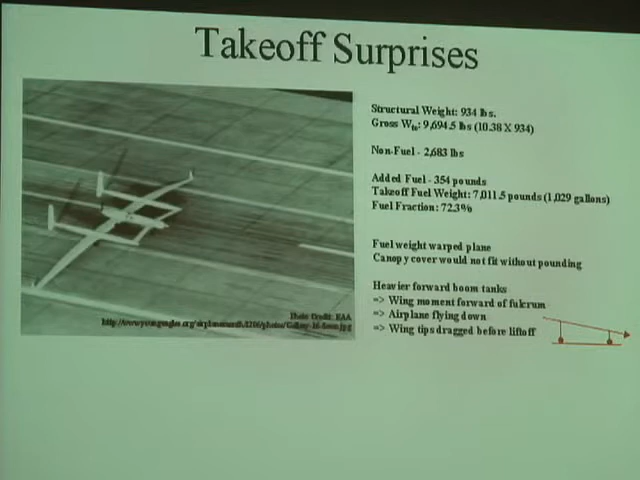 Takeoff Surprises
Structural Weight: 934 lbs.
Gross Wto: 9,694.5 lbs (10.38 X 934)
Non-Fuel - 2,683 lbs
Added Fuel - 354 pounds
Takeoff Fuel Weight: 7,011.5 pounds (1,029 gallons)
Fuel Fraction: 72.3%
Fuel weight warped plane
Canopy cover would not fit without pounding
Heavier forward boom tanks
=> Wing moment forward of fulcrum
=> Airplane flying down
=> Wing tips dragged before liftoff
Photo Credit: EAA